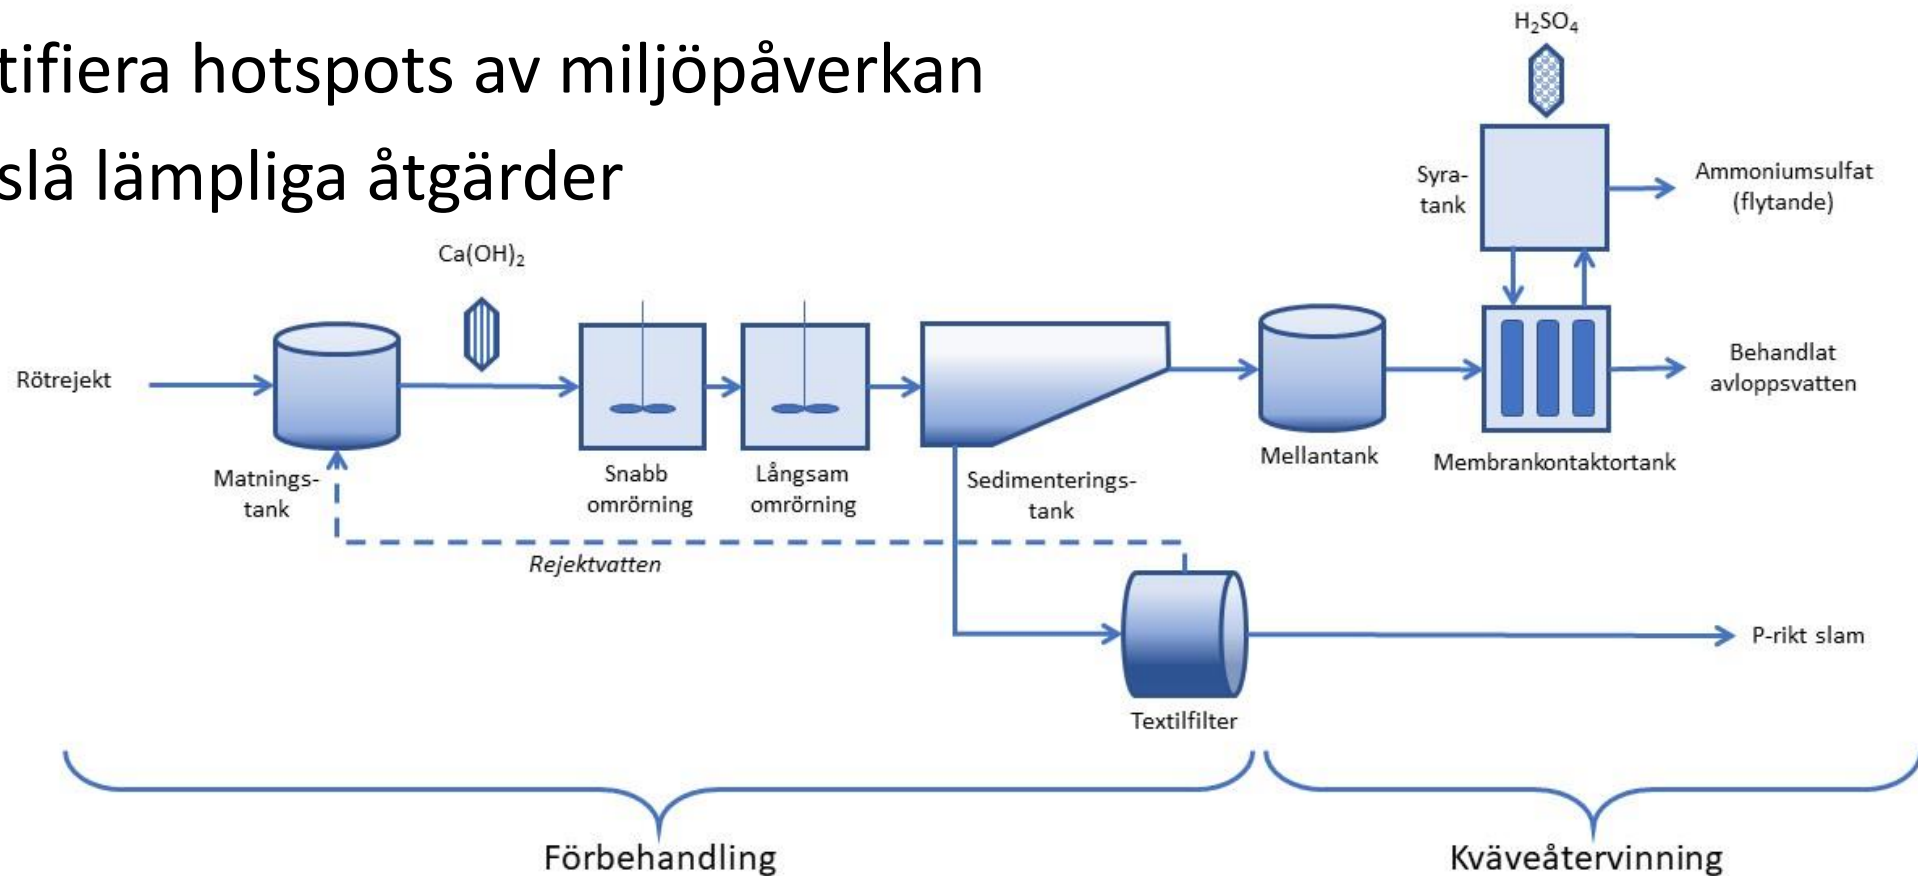 tifiera hotspots av miljöpåverkan
slå lämpliga åtgärder
H₂SO₄
Syra-
tank
Ammoniumsulfat
(flytande)
Ca(OH)₂
Rötrejekt
Behandlat
avloppsvatten
Matnings-
tank
Snabb
omrörning
Långsam
omrörning
Sedimenterings-
tank
Mellantank
Membrankontaktortank
Rejektvatten
P-rikt slam
Textilfilter
Förbehandling
Kväveåtervinning